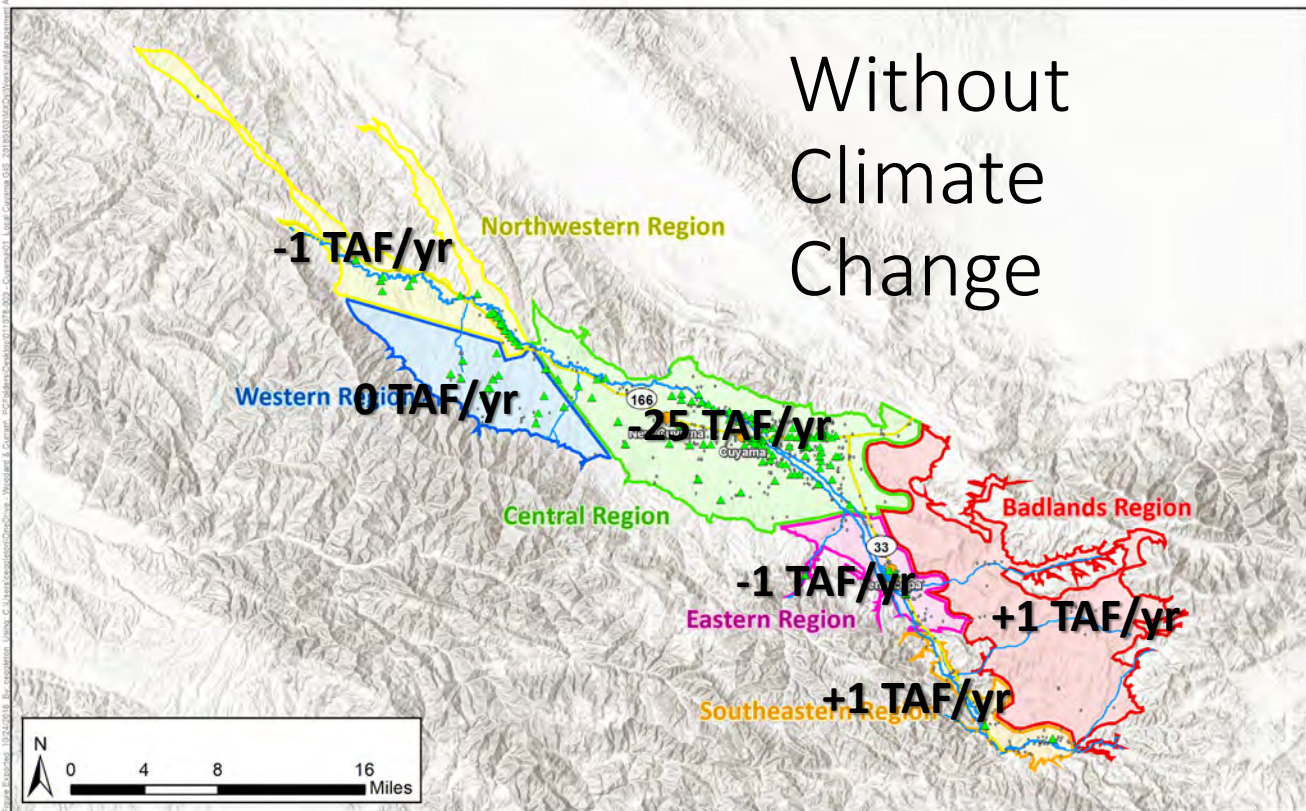 Without
Climate
Change
Northwestern Region
-1 TAF/yr
Western Region
0 TAF/yr
166
-25 TAF/yr
Cuyama
Central Region
Badlands Region
33
-1 TAF/yr
Eastern Region
+1 TAF/yr
+1 TAF/yr
Southeastern Region
N
0 4 8 16
Miles